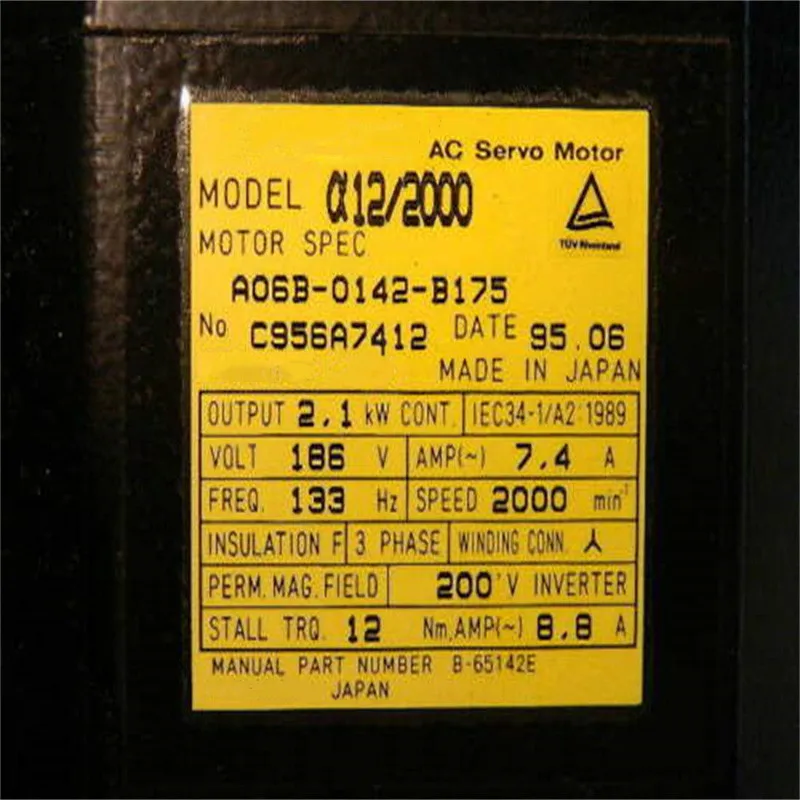 AC Servo Motor
MODEL α12/2000
TÜV Rheinland
MOTOR SPEC
A06B-0142-B175
No C956A7412 DATE 95.06
MADE IN JAPAN
OUTPUT 2.1 kW CONT. IEC34-1/A2:1989
VOLT 186 V AMP(~) 7.4 A
FREQ. 133 Hz SPEED 2000 min⁻¹
INSULATION F 3 PHASE WINDING CONN. 人
PERM. MAG. FIELD 200 V INVERTER
STALL TRQ. 12 Nm, AMP(~) 8.8 A
MANUAL PART NUMBER B-65142E
JAPAN